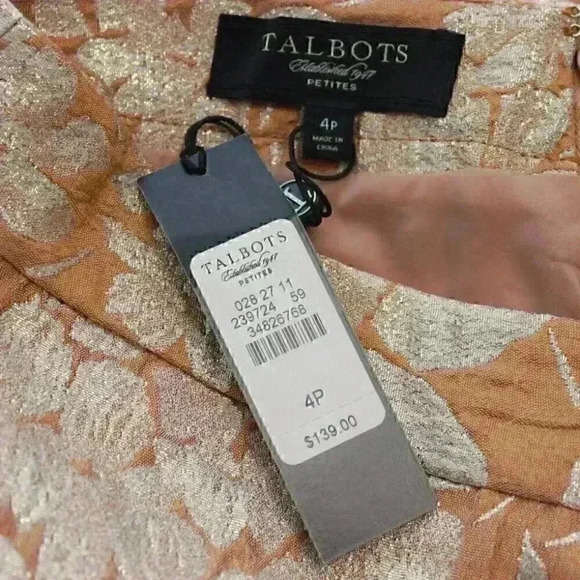 TALBOTS
Established 1947
PETITES
4P
MADE IN
CHINA
TALBOTS
Established 1947
PETITES
028 27 11
239724 59
34826768
4P
$139.00